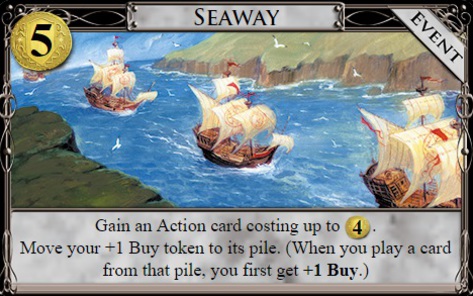 5
SEAWAY
EVENT
Gain an Action card costing up to 4.
Move your +1 Buy token to its pile. (When you play a card
from that pile, you first get +1 Buy.)